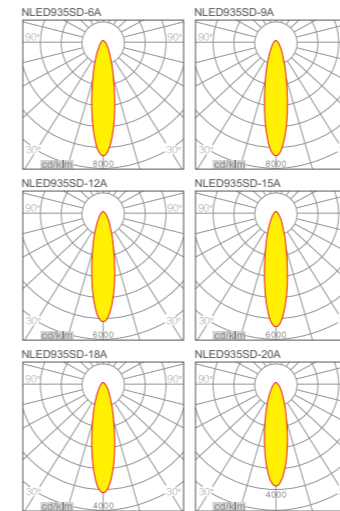 NLED935SD-6A NLED935SD-9A
90° 90°
30° 30° 30° 30°
cd/klm 8000 cd/klm 8000
NLED935SD-12A NLED935SD-15A
90° 90° 90° 90°
30° 30° 30° 30°
cd/klm 6000 cd/klm 6000
NLED935SD-18A NLED935SD-20A
90° 90° 90° 90°
30° 30° 30° 30°
cd/klm 4000 cd/klm 4000